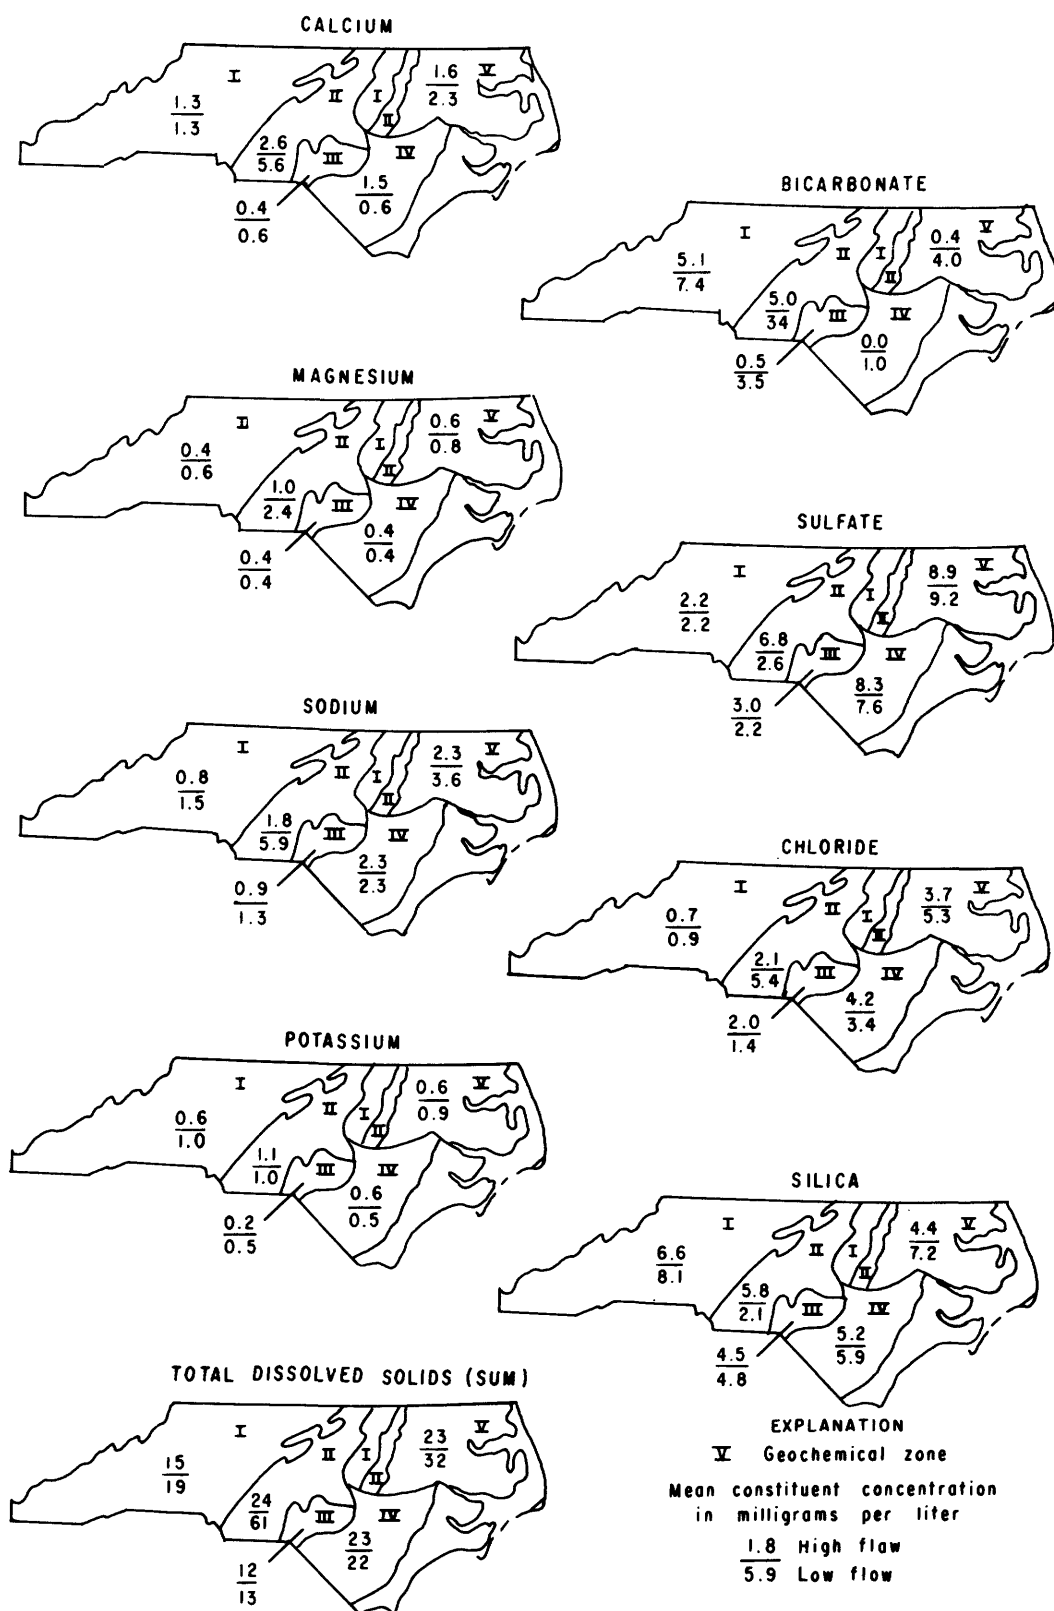 CALCIUM
I
II
I
II
1.6
2.3
V
1.3
1.3
2.6
5.6
III
IV
1.5
0.6
0.4
0.6
BICARBONATE
I
II
I
II
0.4
4.0
V
5.1
7.4
5.0
34
III
IV
0.0
1.0
0.5
3.5
MAGNESIUM
I
II
I
II
0.6
0.8
V
0.4
0.6
1.0
2.4
III
IV
0.4
0.4
0.4
0.4
SULFATE
I
II
I
II
8.9
9.2
V
2.2
2.2
6.8
2.6
III
IV
8.3
7.6
3.0
2.2
SODIUM
I
II
I
II
2.3
3.6
V
0.8
1.5
1.8
5.9
III
IV
2.3
2.3
0.9
1.3
CHLORIDE
I
II
I
II
3.7
5.3
V
0.7
0.9
2.1
5.4
III
IV
4.2
3.4
2.0
1.4
POTASSIUM
I
II
I
II
0.6
0.9
V
0.6
1.0
1.1
1.0
III
IV
0.6
0.5
0.2
0.5
SILICA
I
II
I
II
4.4
7.2
V
6.6
8.1
5.8
2.1
III
IV
5.2
5.9
4.5
4.8
TOTAL DISSOLVED SOLIDS (SUM)
I
II
I
II
23
32
V
15
19
24
61
III
IV
23
22
12
13
EXPLANATION
V Geochemical zone
Mean constituent concentration
in milligrams per liter
1.8 High flaw
5.9 Low flow